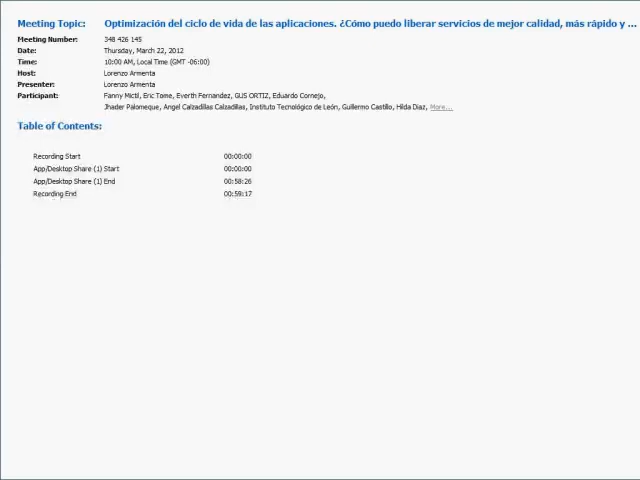 Meeting Topic: Optimización del ciclo de vida de las aplicaciones. ¿Cómo puedo liberar servicios de mejor calidad, más rápido y ...
Meeting Number: 348 426 145
Date: Thursday, March 22, 2012
Time: 10:00 AM, Local Time (GMT -06:00)
Host: Lorenzo Armenta
Presenter: Lorenzo Armenta
Participant: Fanny Mictil, Eric Tome, Everth Fernandez, GUS ORTIZ, Eduardo Cornejo,
Jhader Palomeque, Angel Calzadillas Calzadillas, Instituto Tecnológico de León, Guillermo Castillo, Hilda Diaz, More...
Table of Contents:
Recording Start 00:00:00
App/Desktop Share (1) Start 00:00:00
App/Desktop Share (1) End 00:58:26
Recording End 00:59:17